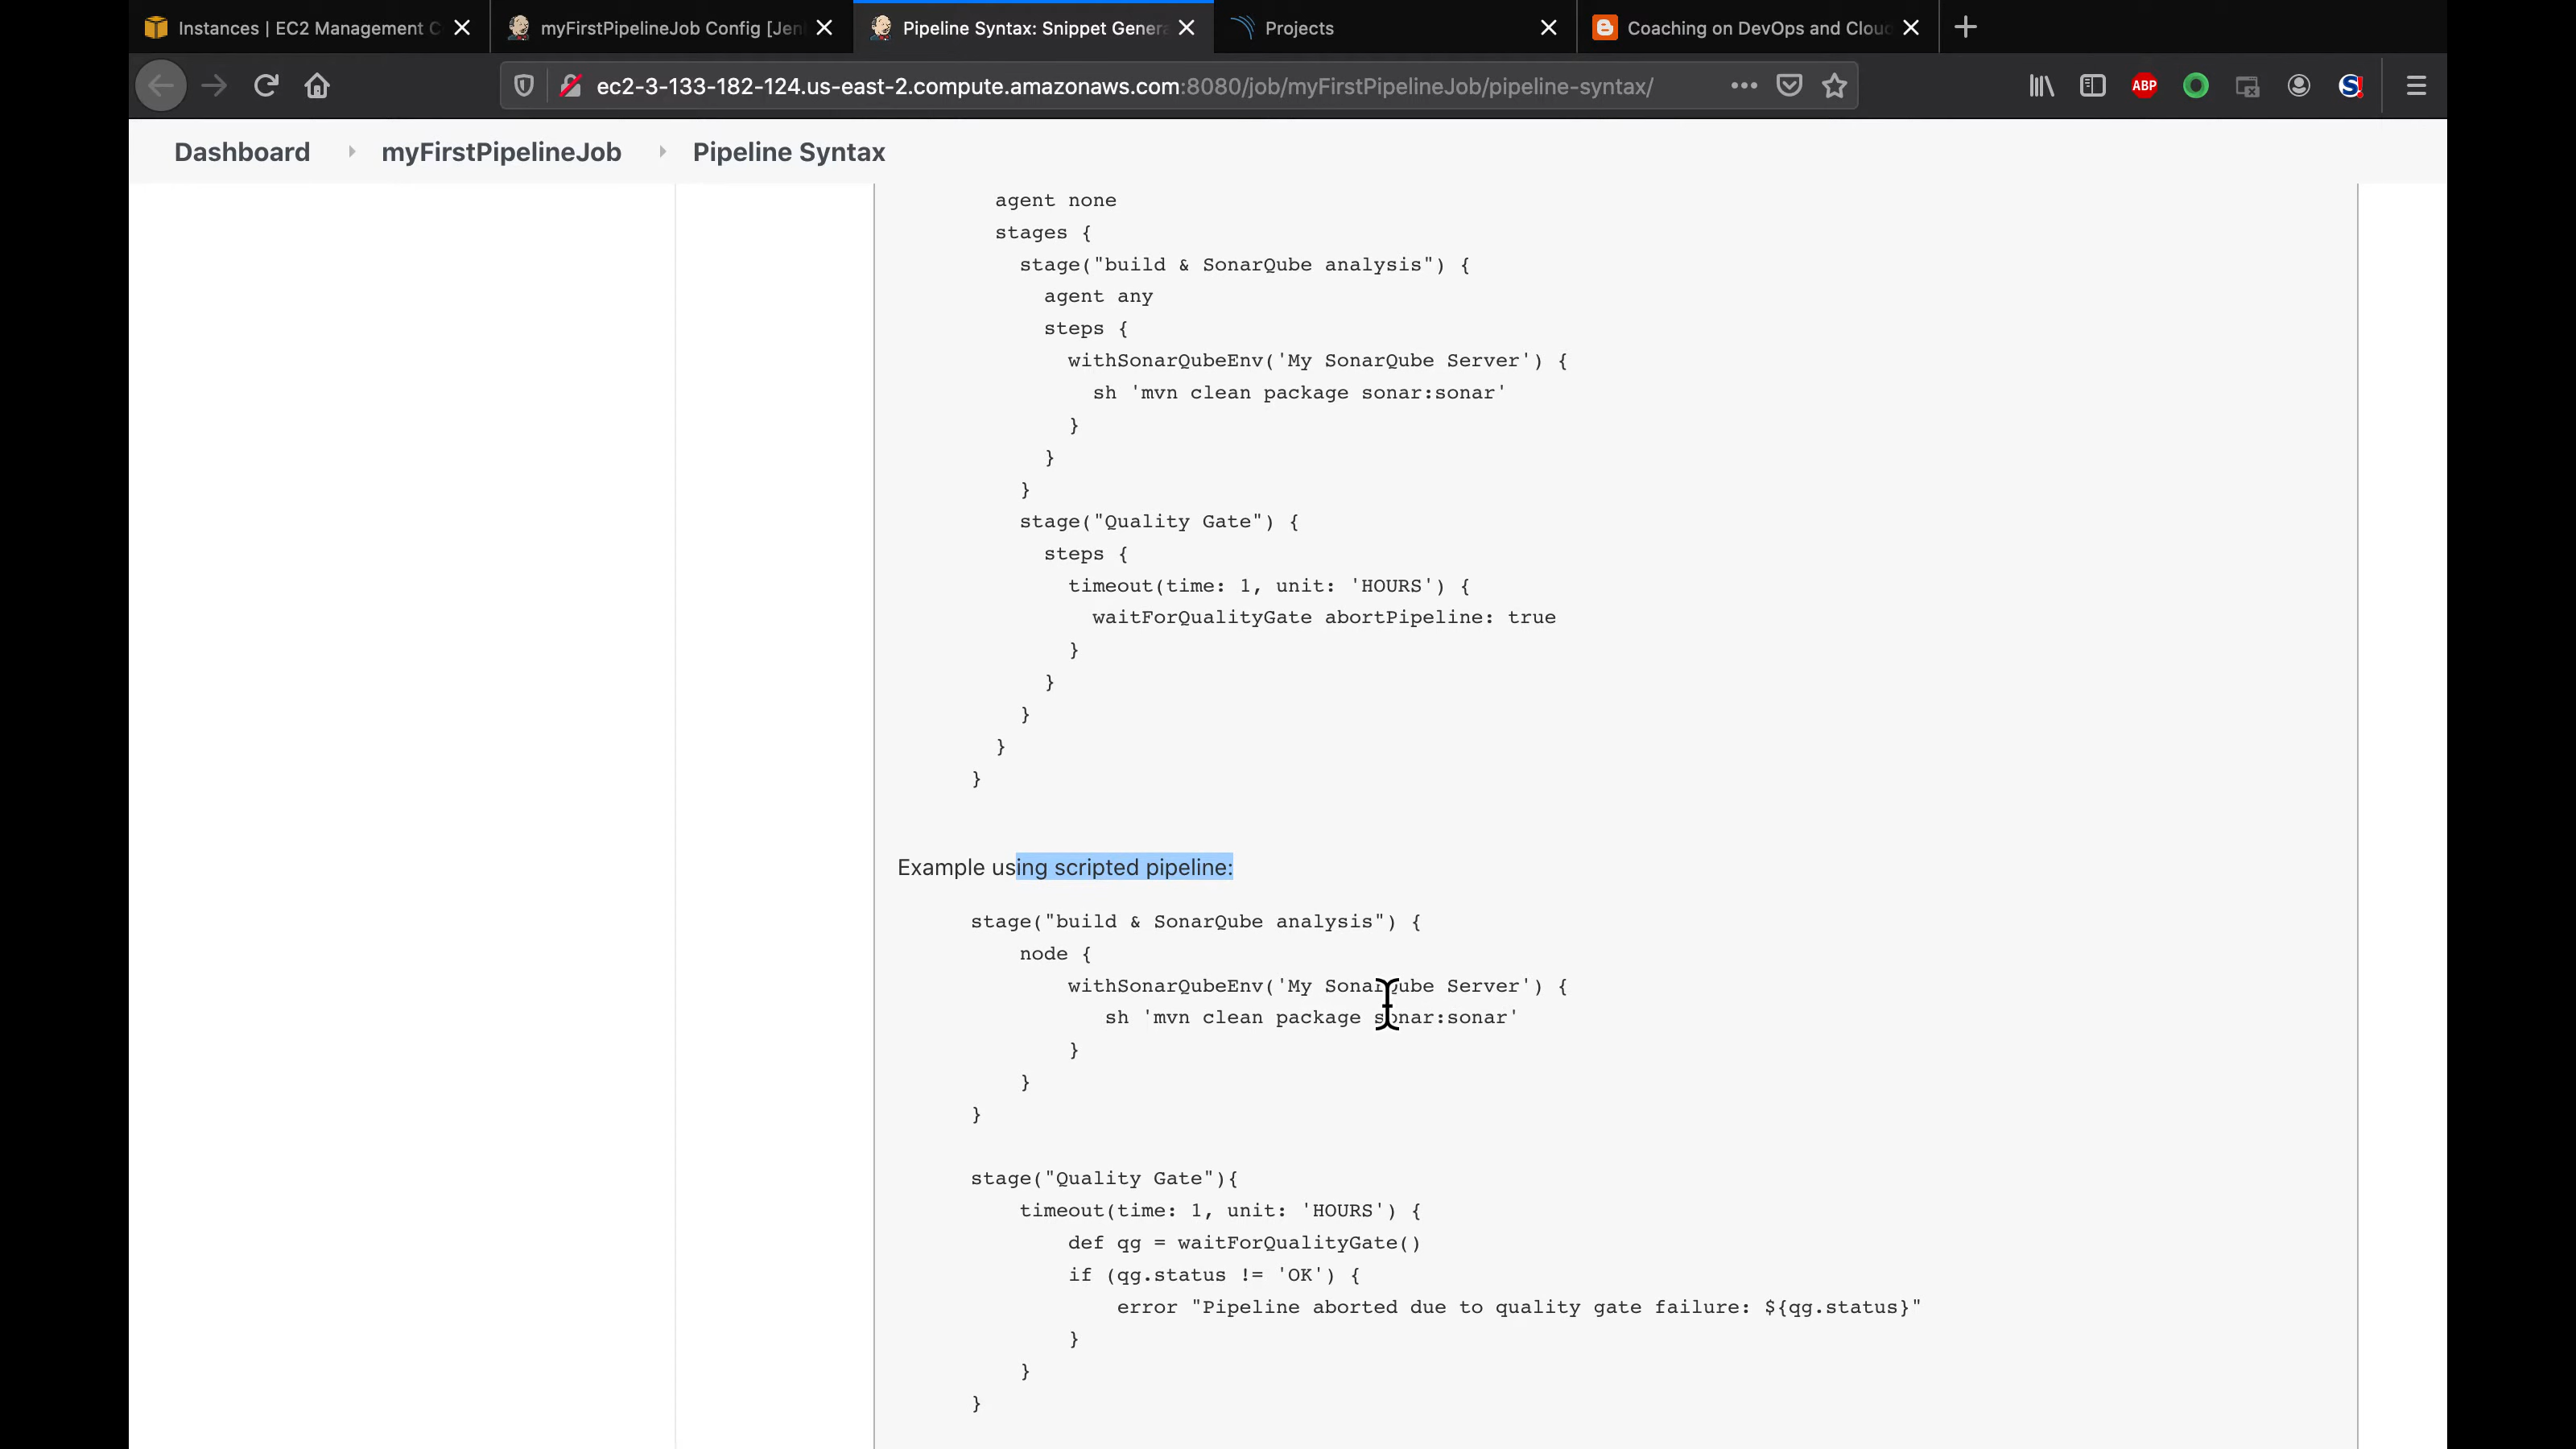 Instances | EC2 Management C
myFirstPipelineJob Config [Jen
Pipeline Syntax: Snippet Genera
Projects
Coaching on DevOps and Clou
ec2-3-133-182-124.us-east-2.compute.amazonaws.com:8080/job/myFirstPipelineJob/pipeline-syntax/
ABP
Dashboard
myFirstPipelineJob
Pipeline Syntax
agent none
stages {
stage("build & SonarQube analysis") {
agent any
steps {
withSonarQubeEnv('My SonarQube Server') {
sh 'mvn clean package sonar:sonar'
}
}
}
stage("Quality Gate") {
steps {
timeout(time: 1, unit: 'HOURS') {
waitForQualityGate abortPipeline: true
}
}
}
}
}
Example using scripted pipeline:
stage("build & SonarQube analysis") {
node {
withSonarQubeEnv('My SonarQube Server') {
sh 'mvn clean package sonar:sonar'
}
}
}
stage("Quality Gate"){
timeout(time: 1, unit: 'HOURS') {
def qg = waitForQualityGate()
if (qg.status != 'OK') {
error "Pipeline aborted due to quality gate failure: ${qg.status}"
}
}
}